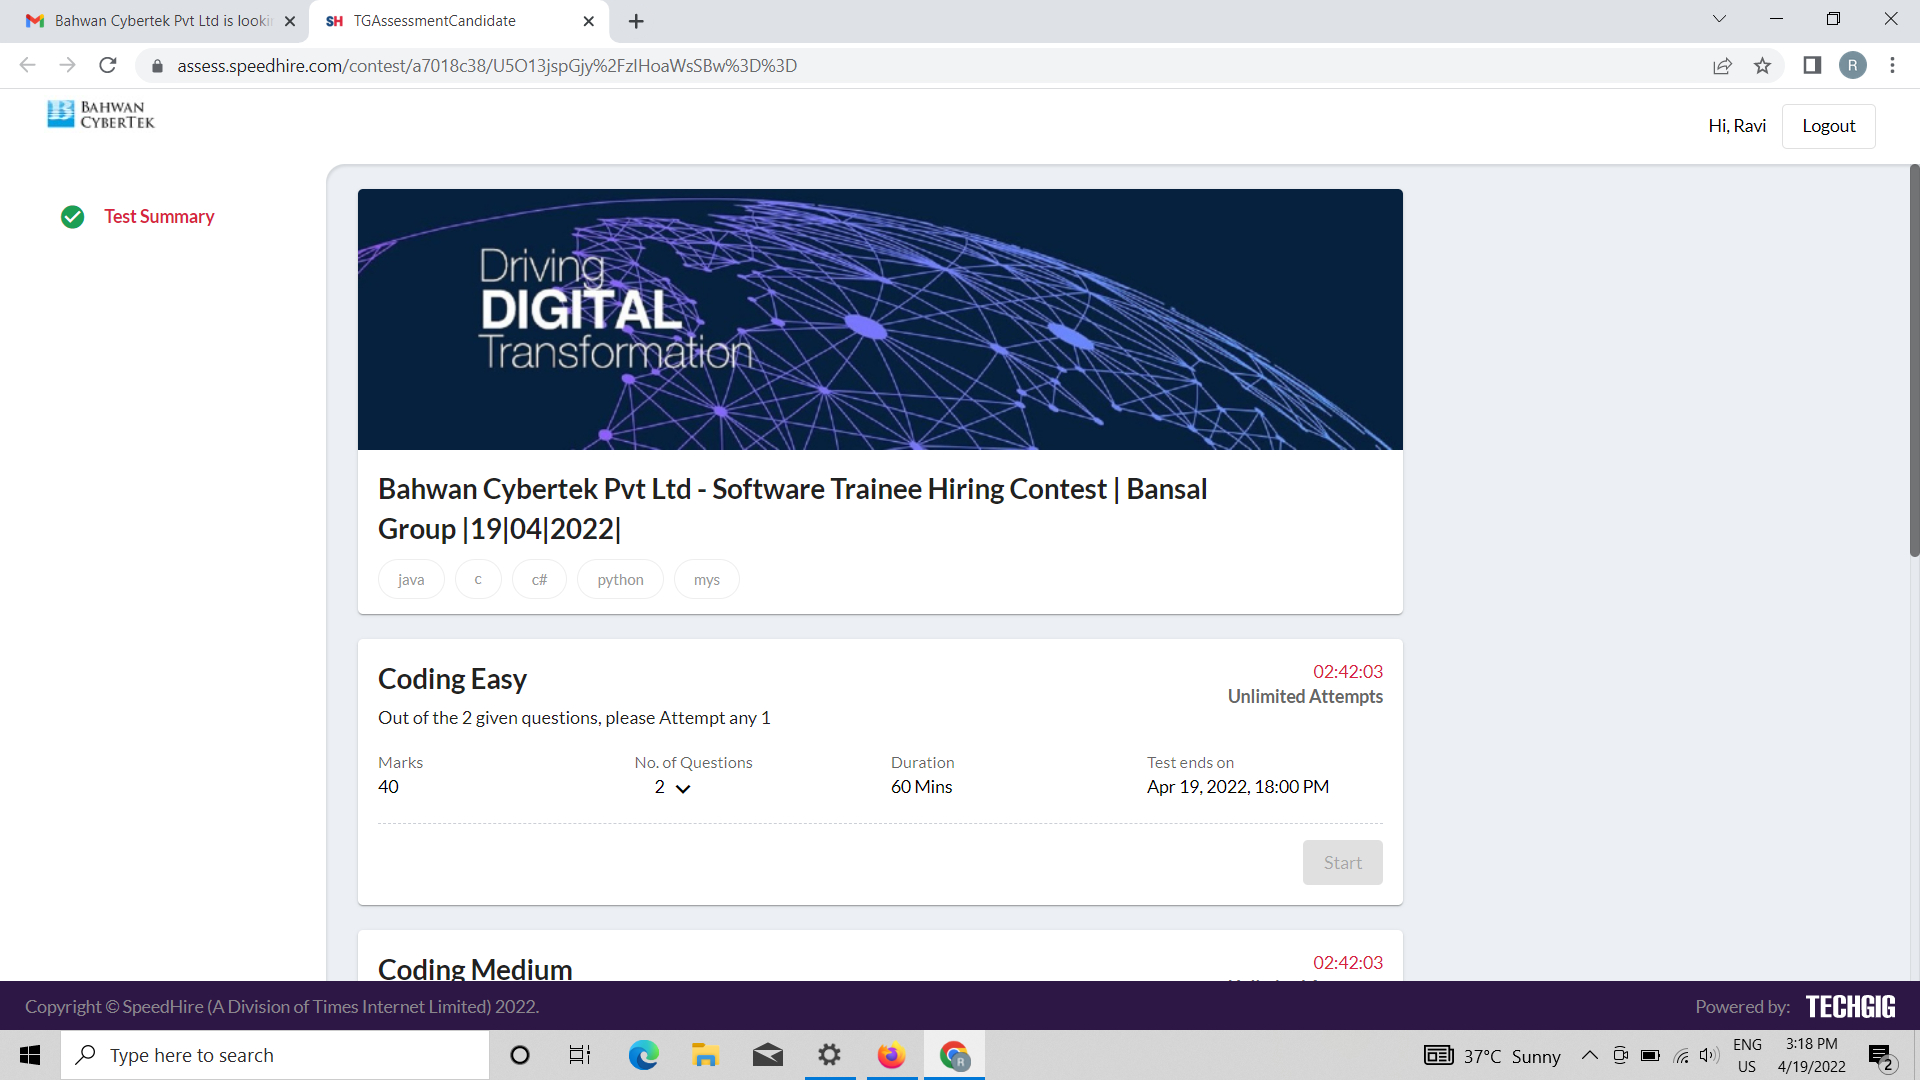 Bahwan Cybertek Pvt Ltd is looki
TGAssessmentCandidate
assess.speedhire.com/contest/a7018c38/U5O13jspGjy%2FzIHoaWsSBw%3D%3D
R
BAHWAN
CYBERTEK
Hi, Ravi
Logout
Test Summary
Driving
DIGITAL
Transformation
Bahwan Cybertek Pvt Ltd - Software Trainee Hiring Contest | Bansal
Group |19|04|2022|
java c c# python mys
Coding Easy
02:42:03
Unlimited Attempts
Out of the 2 given questions, please Attempt any 1
Marks No. of Questions Duration Test ends on
40 2 60 Mins Apr 19, 2022, 18:00 PM
Start
Coding Medium
02:42:03
Copyright © SpeedHire (A Division of Times Internet Limited) 2022.
Powered by: TECHGIG
Type here to search
37°C Sunny
ENG
US
3:18 PM
4/19/2022
2